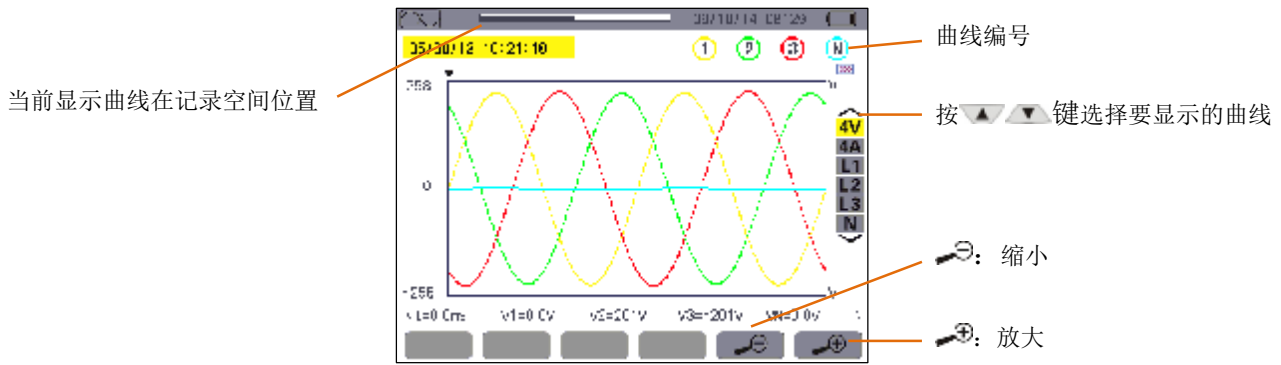 曲线编号
05/30/12 10:21:10
1 2 3 N
当前显示曲线在记录空间位置
按 键选择要显示的曲线
4V
4A
L1
L2
L3
N
0
：缩小
V1=0.0V V2=201V V3=-201V
：放大